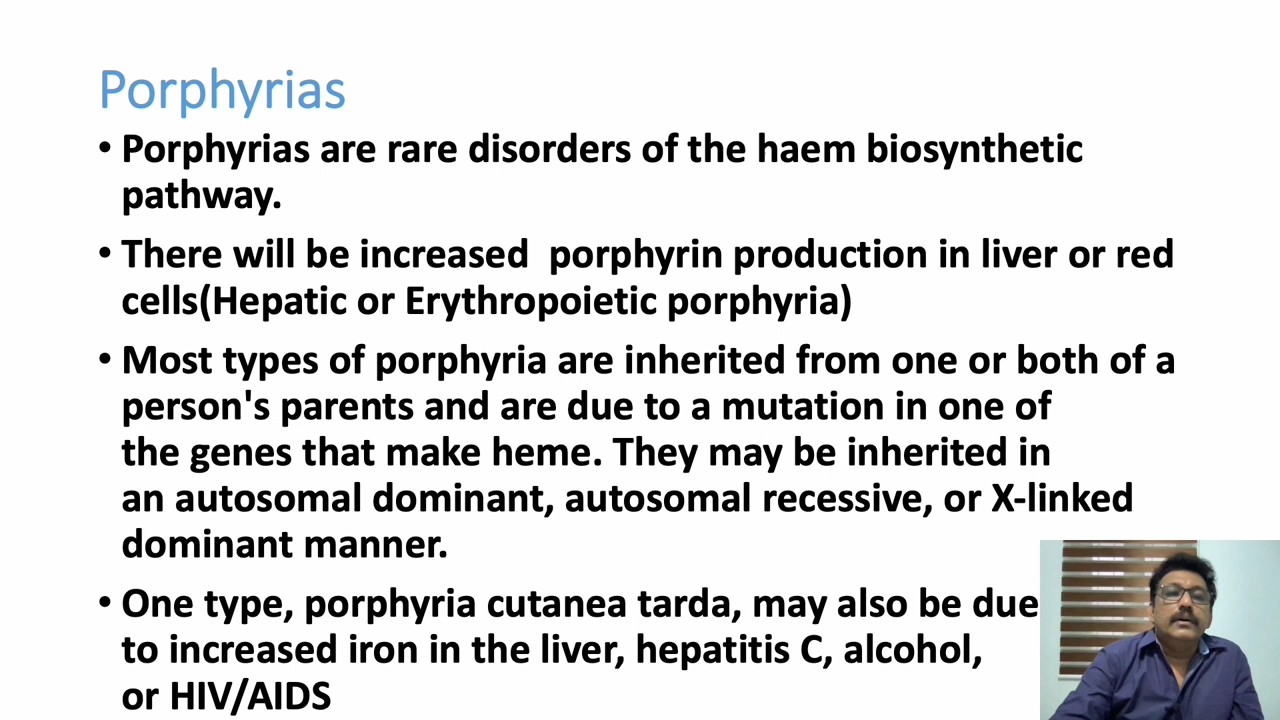 Porphyrias
• Porphyrias are rare disorders of the haem biosynthetic
pathway.
• There will be increased  porphyrin production in liver or red
cells(Hepatic or Erythropoietic porphyria)
• Most types of porphyria are inherited from one or both of a
person's parents and are due to a mutation in one of
the genes that make heme. They may be inherited in
an autosomal dominant, autosomal recessive, or X-linked
dominant manner.
• One type, porphyria cutanea tarda, may also be due
to increased iron in the liver, hepatitis C, alcohol,
or HIV/AIDS